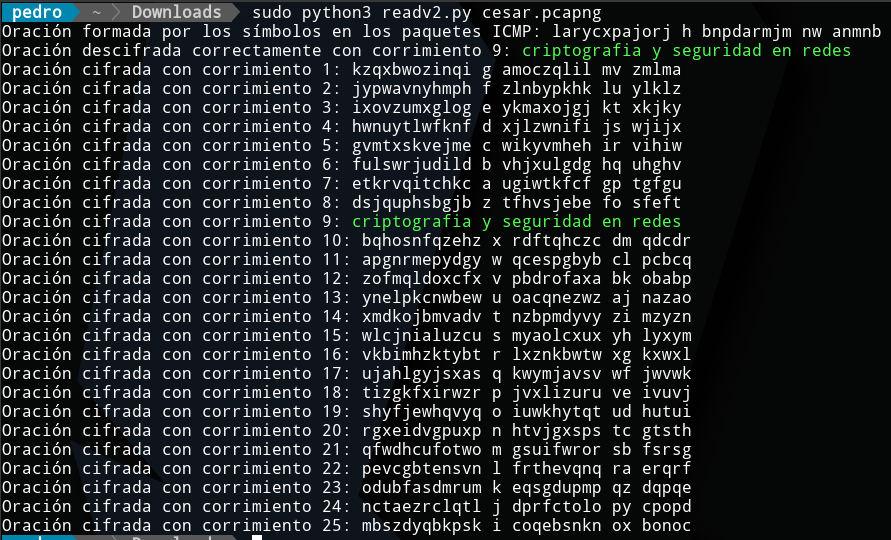 pedro ~ Downloads sudo python3 readv2.py cesar.pcapng
Oración formada por los símbolos en los paquetes ICMP: larycxpajorj h bnpdarmjm nw anmnb
Oración descifrada correctamente con corrimiento 9: criptografia y seguridad en redes
Oración cifrada con corrimiento 1: kzqxbwozinqi g amoczqlil mv zmlma
Oración cifrada con corrimiento 2: jypwavnyhmph f zlnbypkhk lu ylklz
Oración cifrada con corrimiento 3: ixovzumxglog e ykmaxojgj kt xkjky
Oración cifrada con corrimiento 4: hwnuytlwfknf d xjlzwnifi js wjijx
Oración cifrada con corrimiento 5: gvmtxskvejme c wikyvmheh ir vihiw
Oración cifrada con corrimiento 6: fulswrjudild b vhjxulgdg hq uhghv
Oración cifrada con corrimiento 7: etkrvqitchkc a ugiwtkfcf gp tgfgu
Oración cifrada con corrimiento 8: dsjquphsbgjb z tfhvsjebe fo sfeft
Oración cifrada con corrimiento 9: criptografia y seguridad en redes
Oración cifrada con corrimiento 10: bqhosnfqzehz x rdftqhczc dm qdcdr
Oración cifrada con corrimiento 11: apgnrmepydgy w qcespgbyb cl pcbcq
Oración cifrada con corrimiento 12: zofmqldoxcfx v pbdrofaxa bk obabp
Oración cifrada con corrimiento 13: ynelpkcnwbew u oacqnezwz aj nazao
Oración cifrada con corrimiento 14: xmdkojbmvadv t nzbpmdyvy zi mzyzn
Oración cifrada con corrimiento 15: wlcjnialuzcu s myaolcxux yh lyxym
Oración cifrada con corrimiento 16: vkbimhzktybt r lxznkbwtw xg kxwxl
Oración cifrada con corrimiento 17: ujahlgyjsxas q kwymjavsv wf jwvwk
Oración cifrada con corrimiento 18: tizgkfxirwzr p jvxlizuru ve ivuvj
Oración cifrada con corrimiento 19: shyfjewhqvyq o iuwkhytqt ud hutui
Oración cifrada con corrimiento 20: rgxeidvgpuxp n htvjgxsps tc gtsth
Oración cifrada con corrimiento 21: qfwdhcufotwo m gsuifwror sb fsrsg
Oración cifrada con corrimiento 22: pevcgbtensvn l frthevqnq ra erqrf
Oración cifrada con corrimiento 23: odubfasdmrum k eqsgdupmp qz dqpqe
Oración cifrada con corrimiento 24: nctaezrclqtl j dprfctolo py cpopd
Oración cifrada con corrimiento 25: mbszdyqbkpsk i coqebsnkn ox bonoc